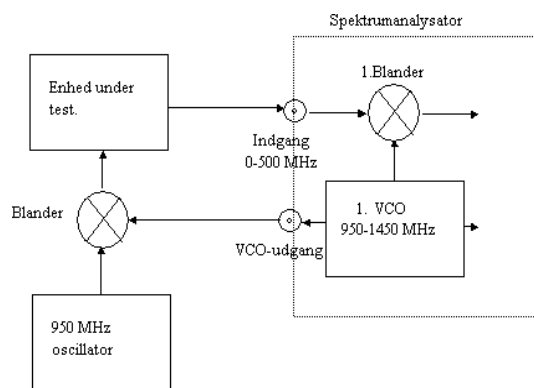 Spektrumanalysator
Enhed under
test.
1.Blander
Indgang
0-500 MHz
Blander
1. VCO
950-1450 MHz
VCO-udgang
950 MHz
oscillator